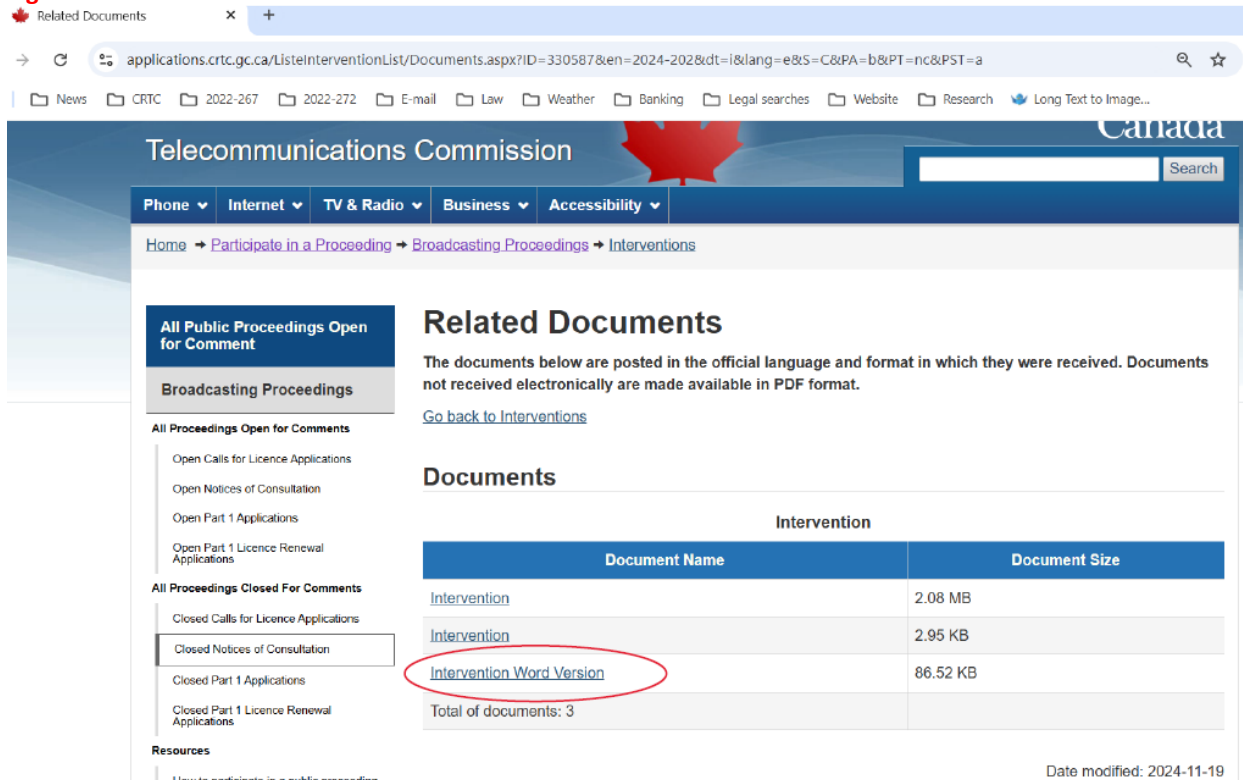 Related Documents
applications.crtc.gc.ca/ListeInterventionList/Documents.aspx?ID=330587&en=2024-202&dt=i&lang=e&S=C&PA=b&PT=nc&PST=a
News CRTC 2022-267 2022-272 E-mail Law Weather Banking Legal searches Website Research Long Text to Image...
Canada
Telecommunications Commission
Search
Phone Internet TV & Radio Business Accessibility
Home → Participate in a Proceeding → Broadcasting Proceedings → Interventions
All Public Proceedings Open
for Comment
Broadcasting Proceedings
All Proceedings Open for Comments
Open Calls for Licence Applications
Open Notices of Consultation
Open Part 1 Applications
Open Part 1 Licence Renewal
Applications
All Proceedings Closed For Comments
Closed Calls for Licence Applications
Closed Notices of Consultation
Closed Part 1 Applications
Closed Part 1 Licence Renewal
Applications
Resources
How to participate in a public proceeding
Related Documents
The documents below are posted in the official language and format in which they were received. Documents
not received electronically are made available in PDF format.
Go back to Interventions
Documents
Intervention
Document Name Document Size
Intervention 2.08 MB
Intervention 2.95 KB
Intervention Word Version 86.52 KB
Total of documents: 3
Date modified: 2024-11-19